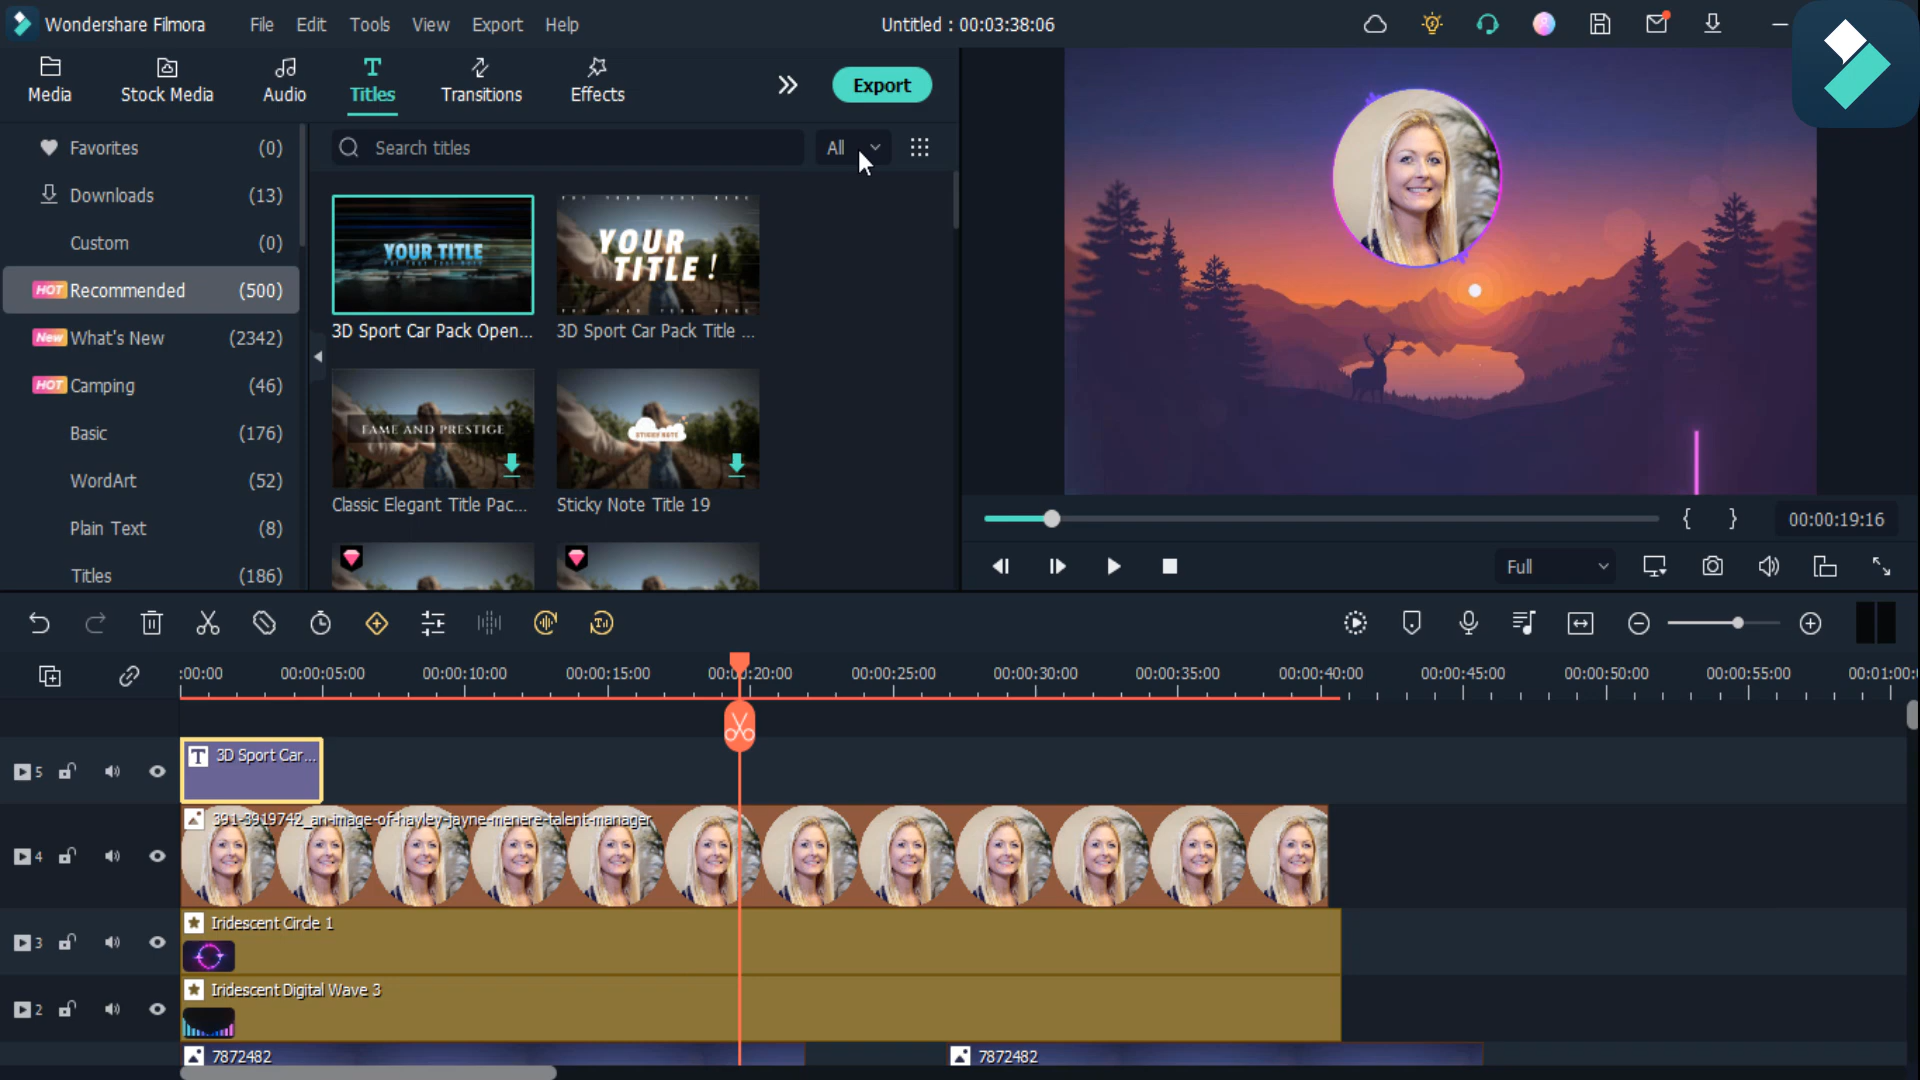 Wondershare Filmora File Edit Tools View Export Help Untitled : 00:03:38:06
Media Stock Media Audio Titles Transitions Effects Export
Favorites (0)
Downloads (13)
Custom (0)
HOT Recommended (500)
New What's New (2342)
HOT Camping (46)
Basic (176)
WordArt (52)
Plain Text (8)
Titles (186)
Search titles All
YOUR TITLE
3D Sport Car Pack Open...
YOUR
TITLE !
3D Sport Car Pack Title ...
FAME AND PRESTIGE
Classic Elegant Title Pac...
STICKY NOTE
Sticky Note Title 19
00:00:19:16
Full
:00:00 00:00:05:00 00:00:10:00 00:00:15:00 00:00:20:00 00:00:25:00 00:00:30:00 00:00:35:00 00:00:40:00 00:00:45:00 00:00:50:00 00:00:55:00 00:01:00:0
5 T 3D Sport Car...
4 391-3919742_an-image-of-hayley-jayne-menere-talent-manager
3 Iridescent Circle 1
2 Iridescent Digital Wave 3
7872482 7872482